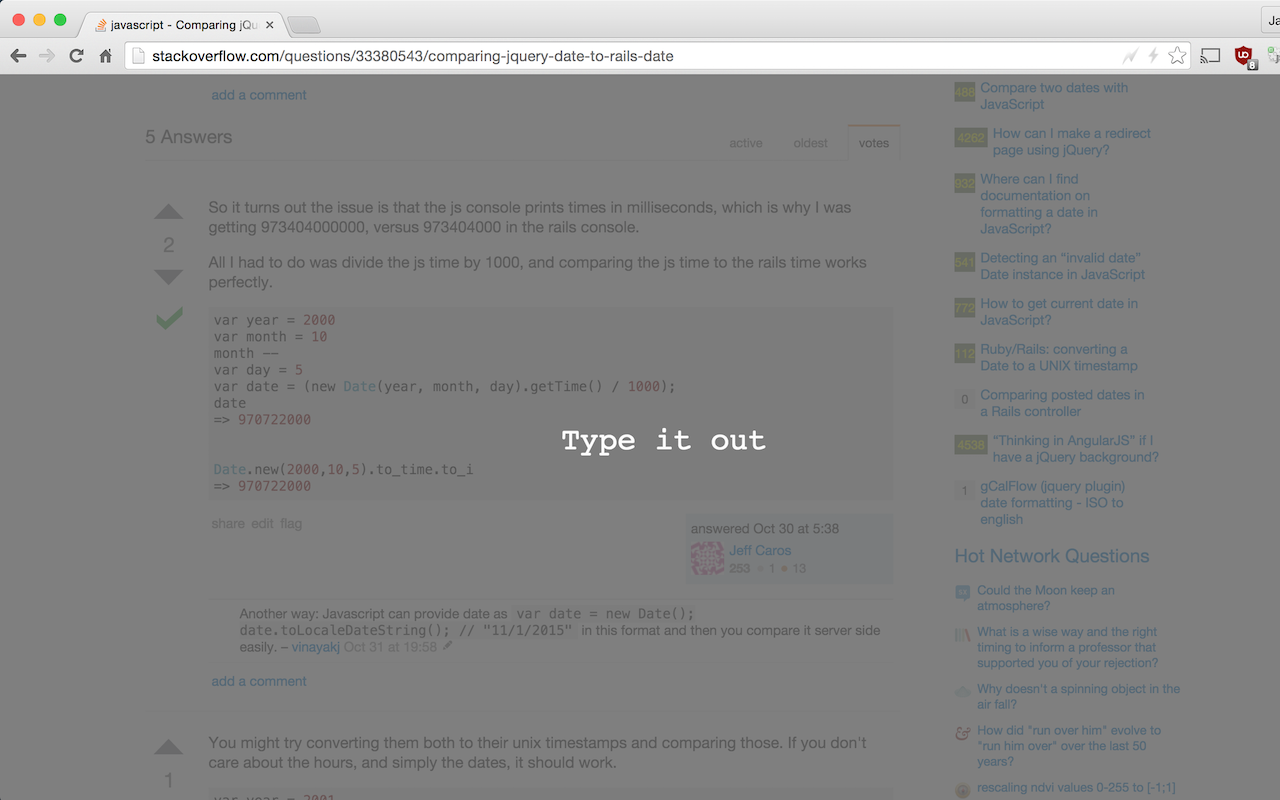 javascript - Comparing jQu
Ja
stackoverflow.com/questions/33380543/comparing-jquery-date-to-rails-date
8
add a comment
5 Answers
active oldest votes
2
So it turns out the issue is that the js console prints times in milliseconds, which is why I was
getting 973404000000, versus 973404000 in the rails console.
All I had to do was divide the js time by 1000, and comparing the js time to the rails time works
perfectly.
var year = 2000
var month = 10
month --
var day = 5
var date = (new Date(year, month, day).getTime() / 1000);
date
=> 970722000
Date.new(2000,10,5).to_time.to_i
=> 970722000
Type it out
share edit flag
answered Oct 30 at 5:38
Jeff Caros
253 1 13
Another way: Javascript can provide date as var date = new Date();
date.toLocaleDateString(); // "11/1/2015" in this format and then you compare it server side
easily. – vinayakj Oct 31 at 19:58
add a comment
1
You might try converting them both to their unix timestamps and comparing those. If you don't
care about the hours, and simply the dates, it should work.
var year = 2001
488 Compare two dates with
JavaScript
4262 How can I make a redirect
page using jQuery?
932 Where can I find
documentation on
formatting a date in
JavaScript?
541 Detecting an “invalid date”
Date instance in JavaScript
772 How to get current date in
JavaScript?
112 Ruby/Rails: converting a
Date to a UNIX timestamp
0 Comparing posted dates in
a Rails controller
4538 “Thinking in AngularJS” if I
have a jQuery background?
1 gCalFlow (jquery plugin)
date formatting - ISO to
english
Hot Network Questions
Could the Moon keep an
atmosphere?
What is a wise way and the right
timing to inform a professor that
supported you of your rejection?
Why doesn't a spinning object in the
air fall?
How did "run over him" evolve to
"run him over" over the last 50
years?
rescaling ndvi values 0-255 to [-1;1]